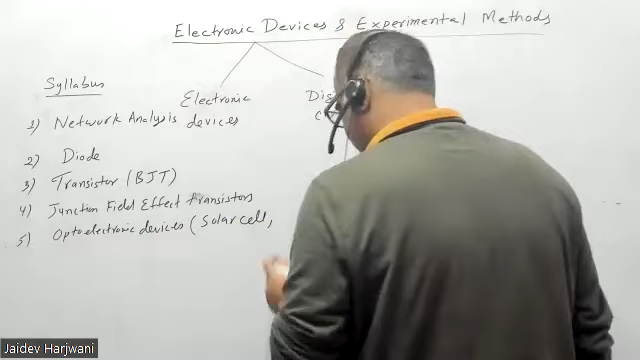 Electronic Devices & Experimental Methods
Syllabus
Electronic devices
1) Network Analysis
2) Diode
3) Transistor (BJT)
4) Junction Field Effect transistors
5) Optoelectronic devices (Solar cell,
Jaidev Harjwani